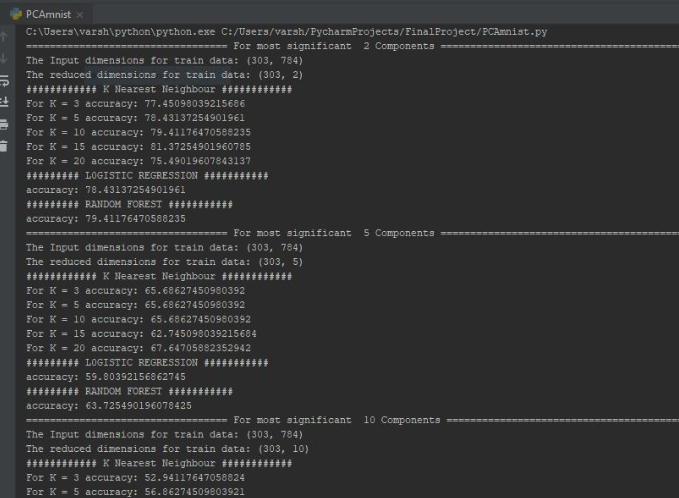 PCAmnist
C:\Users\varsh\python\python.exe C:/Users/varsh/PycharmProjects/FinalProject/PCAmnist.py
================================== For most significant  2 Components ========================================
The Input dimensions for train data: (303, 784)
The reduced dimensions for train data: (303, 2)
############ K Nearest Neighbour ############
For K = 3 accuracy: 77.45098039215686
For K = 5 accuracy: 78.43137254901961
For K = 10 accuracy: 79.41176470588235
For K = 15 accuracy: 81.37254901960785
For K = 20 accuracy: 75.49019607843137
######### LOGISTIC REGRESSION ###########
accuracy: 78.43137254901961
######### RANDOM FOREST ###########
accuracy: 79.41176470588235
================================== For most significant  5 Components ========================================
The Input dimensions for train data: (303, 784)
The reduced dimensions for train data: (303, 5)
############ K Nearest Neighbour ############
For K = 3 accuracy: 65.68627450980392
For K = 5 accuracy: 65.68627450980392
For K = 10 accuracy: 65.68627450980392
For K = 15 accuracy: 62.745098039215684
For K = 20 accuracy: 67.64705882352942
######### LOGISTIC REGRESSION ###########
accuracy: 59.80392156862745
######### RANDOM FOREST ###########
accuracy: 63.725490196078425
================================== For most significant  10 Components =======================================
The Input dimensions for train data: (303, 784)
The reduced dimensions for train data: (303, 10)
############ K Nearest Neighbour ############
For K = 3 accuracy: 52.94117647058824
For K = 5 accuracy: 56.86274509803921